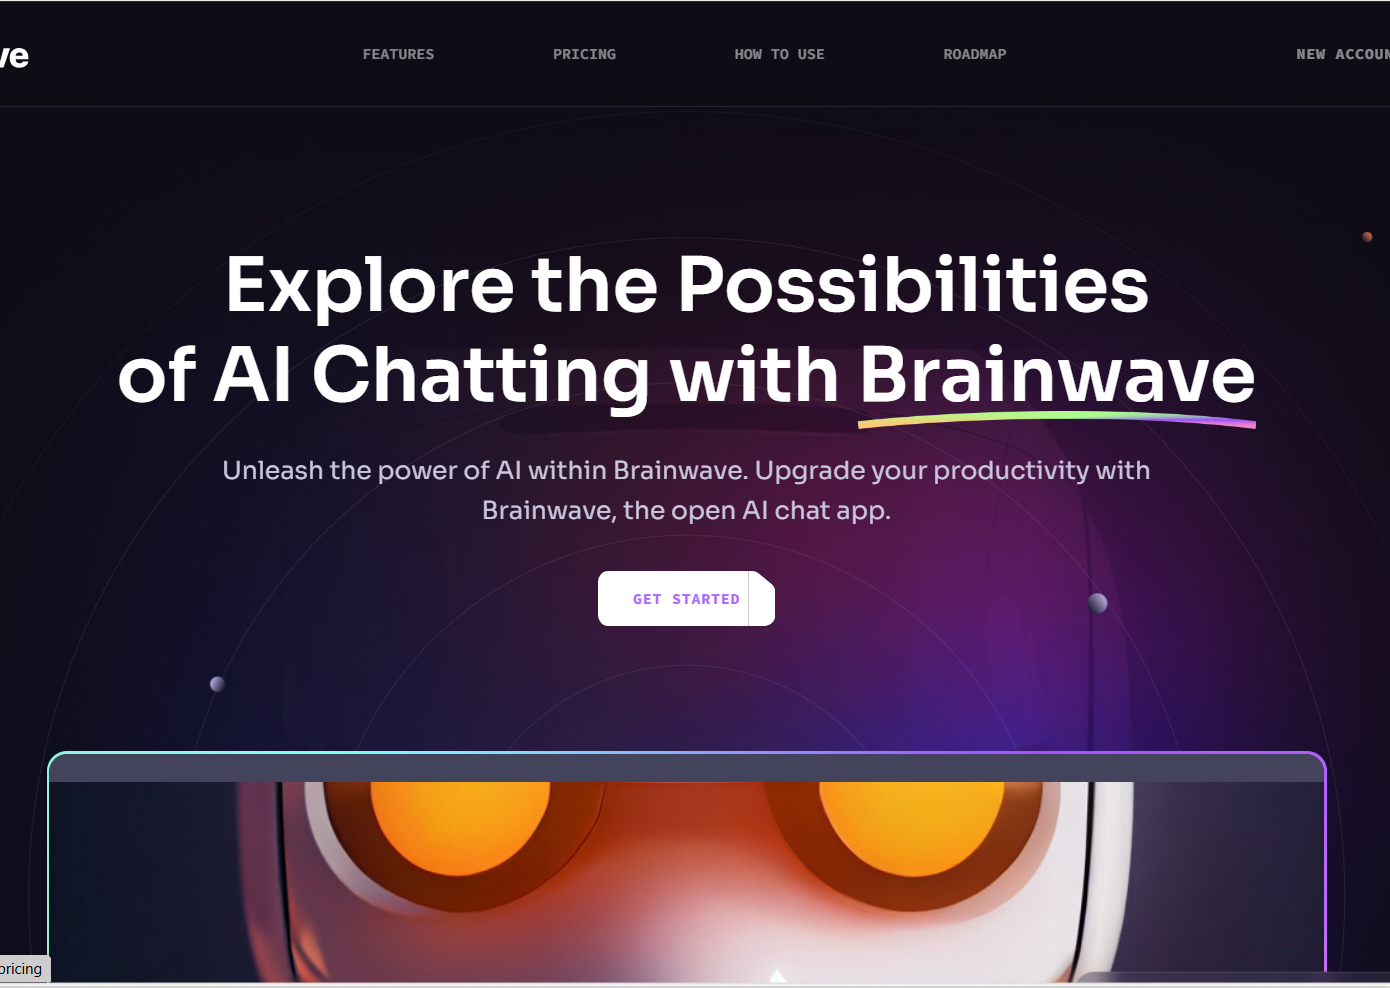 ve
FEATURES PRICING HOW TO USE ROADMAP NEW ACCOUN
Explore the Possibilities
of AI Chatting with Brainwave
Unleash the power of AI within Brainwave. Upgrade your productivity with
Brainwave, the open AI chat app.
GET STARTED
pricing